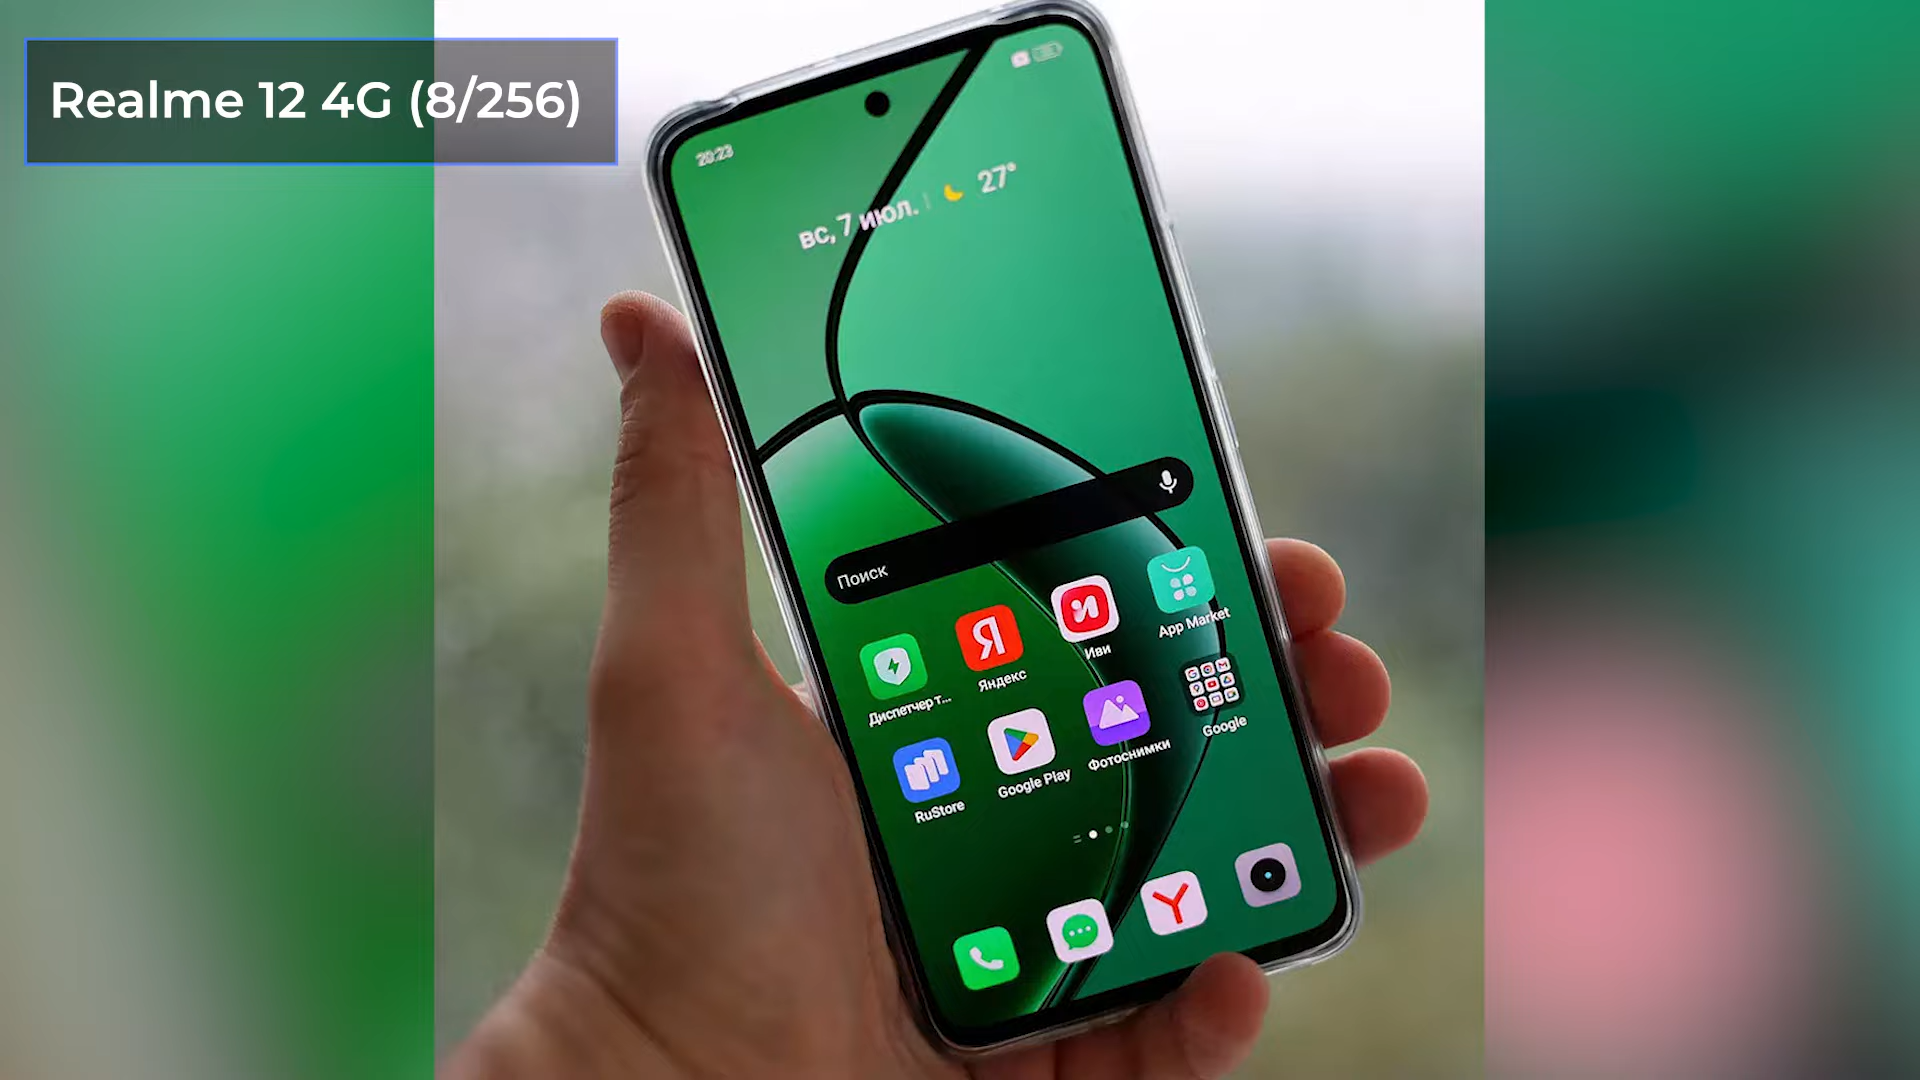 Realme 12 4G (8/256)
20:23
вс, 7 июл. | 27°
Поиск
Диспетчер т...
Яндекс
Иви
App Market
RuStore
Google Play
Фотоснимки
Google